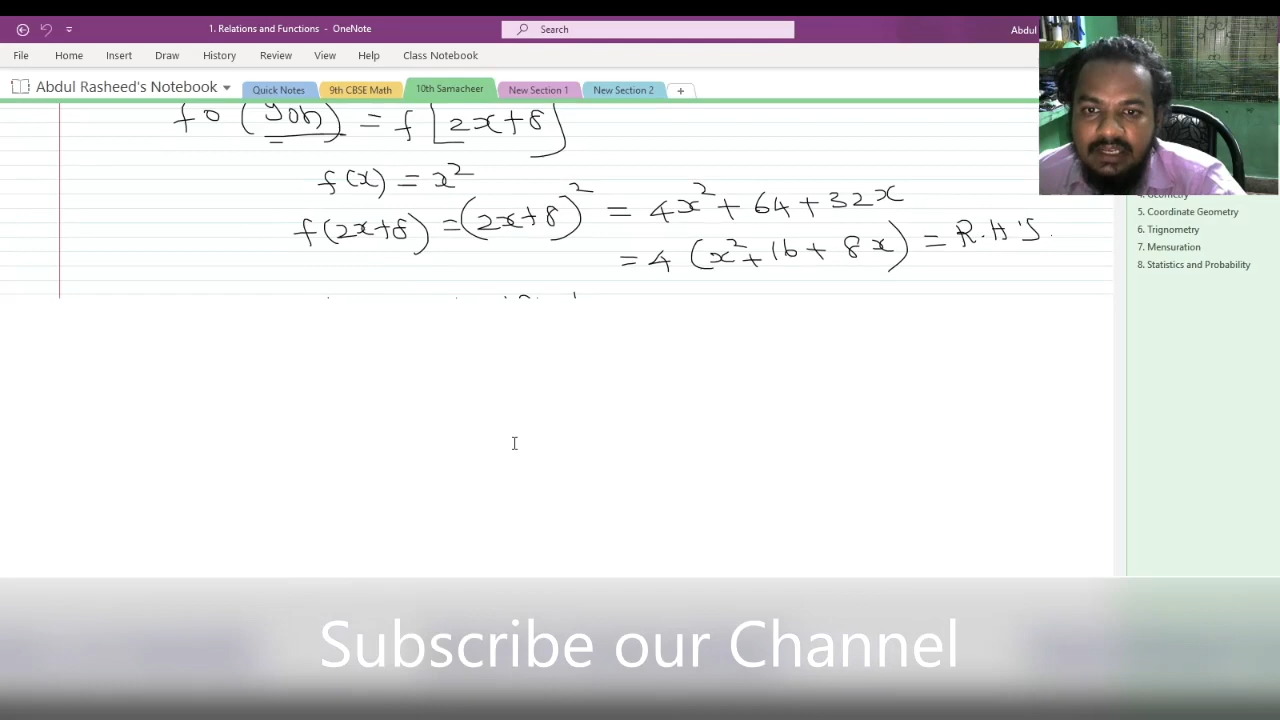 1. Relations and Functions - OneNote
Search
Abdul
File Home Insert Draw History Review View Help Class Notebook
Abdul Rasheed's Notebook
Quick Notes 9th CBSE Math 10th Samacheer New Section 1 New Section 2 +
f o (goh) = f [2x+8]
f(x) = x²
f(2x+8) = (2x+8)² = 4x² + 64 + 32x
= 4 (x² + 16 + 8x) = R.H.S.
5. Coordinate Geometry
6. Trignometry
7. Mensuration
8. Statistics and Probability
Subscribe our Channel